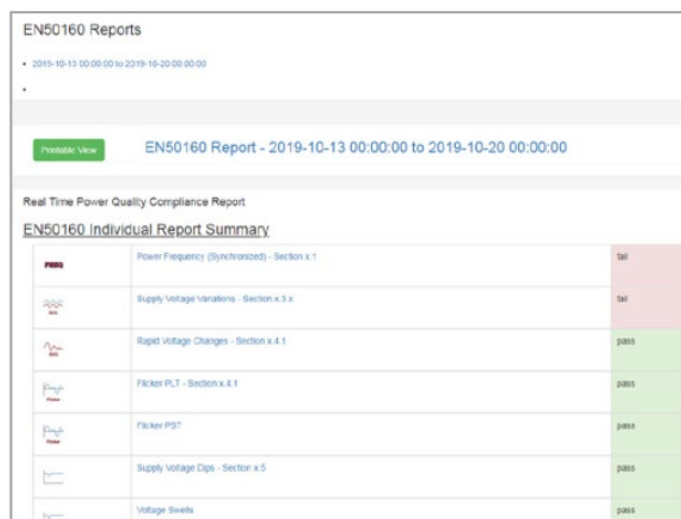 EN50160 Reports
2019-10-13 00:00:00 to 2019-10-20 00:00:00
Printable View
EN50160 Report - 2019-10-13 00:00:00 to 2019-10-20 00:00:00
Real Time Power Quality Compliance Report
EN50160 Individual Report Summary
FREQ Power Frequency (Synchronized) - Section x.1 fail
Supply Voltage Variations - Section x.3.x fail
Rapid Voltage Changes - Section x.4.1 pass
Flicker Flicker PLT - Section x.4.1 pass
Flicker Flicker PST pass
Supply Voltage Dips - Section x.5 pass
Voltage Swells pass